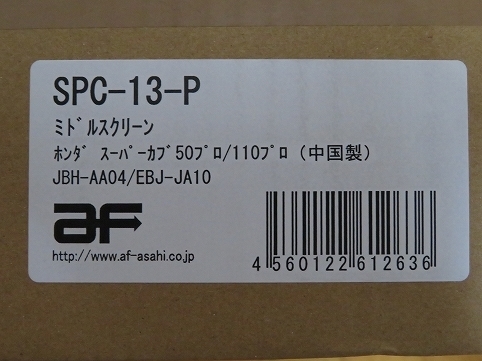 SPC-13-P
ﾐﾄﾞﾙｽｸﾘｰﾝ
ﾎﾝﾀﾞ ｽｰﾊﾟｰｶﾌﾞ50ﾌﾟﾛ/110ﾌﾟﾛ（中国製）
JBH-AA04/EBJ-JA10
af
http://www.af-asahi.co.jp
4 560122 612636